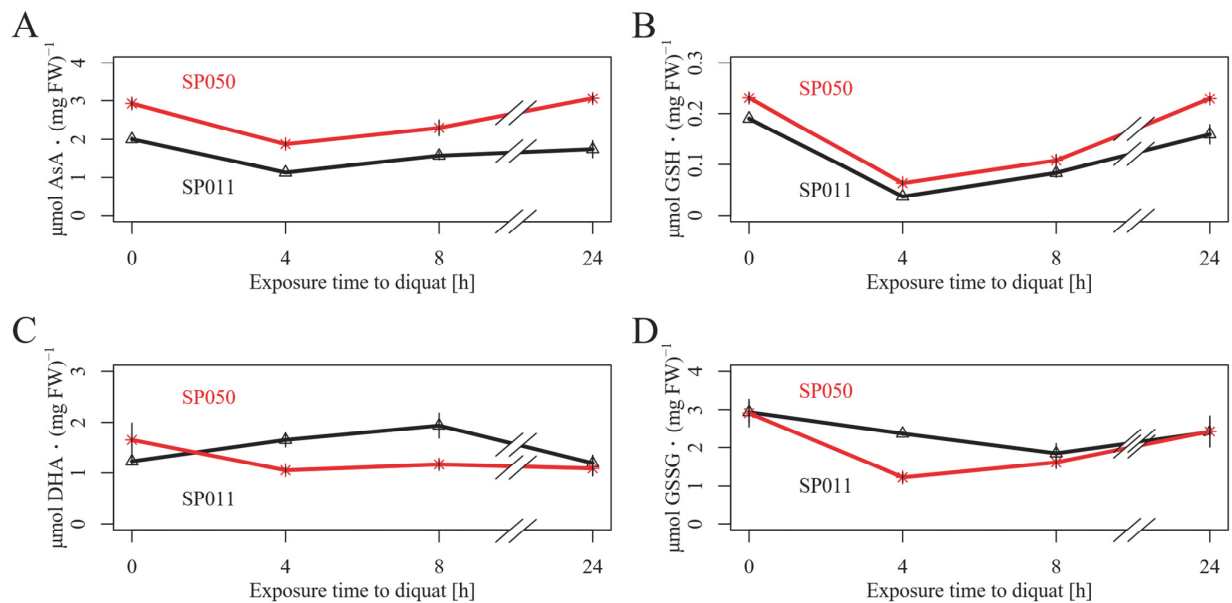 A
μmol AsA · (mg FW)⁻¹
0 1 2 3 4
SP050
SP011
0 4 8 24
Exposure time to diquat [h]
B
μmol GSH · (mg FW)⁻¹
0 0.1 0.2 0.3
SP050
SP011
0 4 8 24
Exposure time to diquat [h]
C
μmol DHA · (mg FW)⁻¹
0 1 2 3
SP050
SP011
0 4 8 24
Exposure time to diquat [h]
D
μmol GSSG · (mg FW)⁻¹
0 1 2 3 4
SP050
SP011
0 4 8 24
Exposure time to diquat [h]